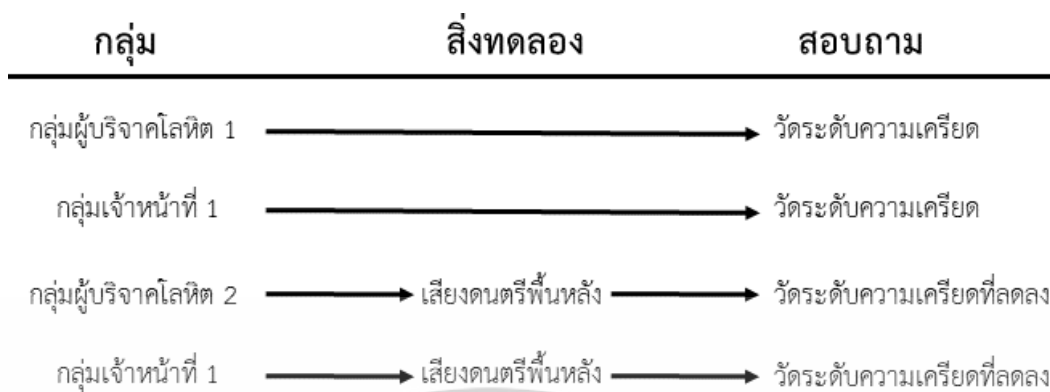 กลุ่ม สิ่งทดลอง สอบถาม
กลุ่มผู้บริจาคโลหิต 1 วัดระดับความเครียด
กลุ่มเจ้าหน้าที่ 1 วัดระดับความเครียด
กลุ่มผู้บริจาคโลหิต 2 เสียงดนตรีพื้นหลัง วัดระดับความเครียดที่ลดลง
กลุ่มเจ้าหน้าที่ 1 เสียงดนตรีพื้นหลัง วัดระดับความเครียดที่ลดลง